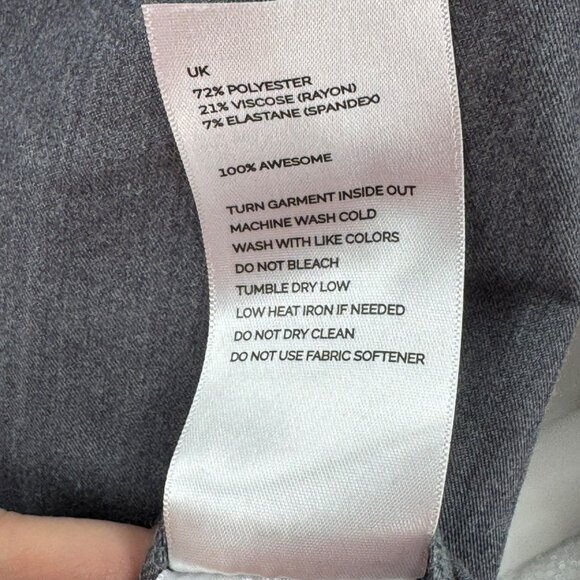 UK
72% POLYESTER
21% VISCOSE (RAYON)
7% ELASTANE (SPANDEX)
100% AWESOME
TURN GARMENT INSIDE OUT
MACHINE WASH COLD
WASH WITH LIKE COLORS
DO NOT BLEACH
TUMBLE DRY LOW
LOW HEAT IRON IF NEEDED
DO NOT DRY CLEAN
DO NOT USE FABRIC SOFTENER